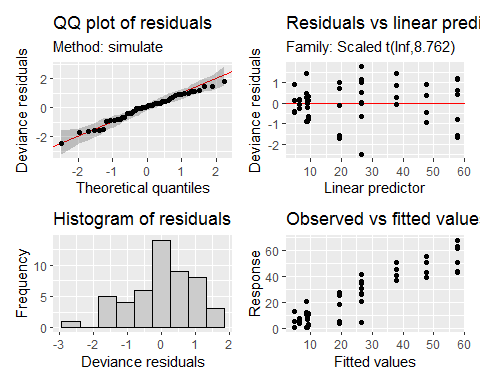 QQ plot of residuals
Method: simulate
Deviance residuals
2
0
-2
-2
-1
0
1
2
Theoretical quantiles
Residuals vs linear predi
Family: Scaled t(Inf,8.762)
Deviance residuals
1
0
-1
-2
10
20
30
40
50
60
Linear predictor
Histogram of residuals
Frequency
10
5
0
-3
-2
-1
0
1
2
Deviance residuals
Observed vs fitted values
Response
60
40
20
0
10
20
30
40
50
60
Fitted values